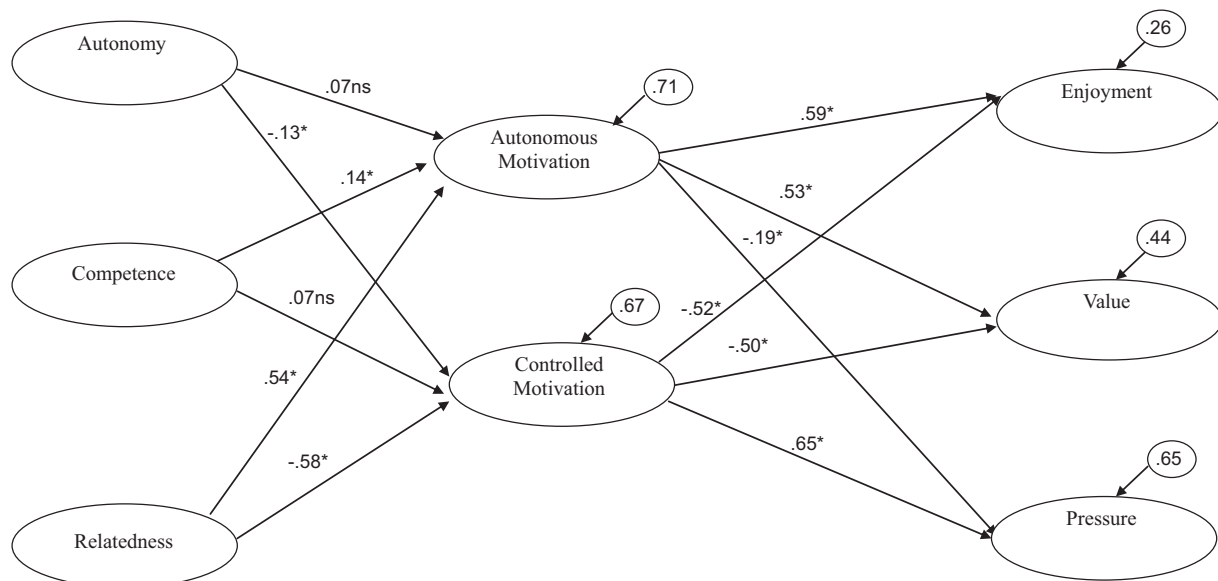 .26
Autonomy
Enjoyment
.07ns
.71
.59*
-.13*
Autonomous
Motivation
.14*
.53*
-.19*
.44
Competence
Value
.07ns
.67
-.52*
-.50*
.54*
Controlled
Motivation
.65*
-.58*
.65
Pressure
Relatedness